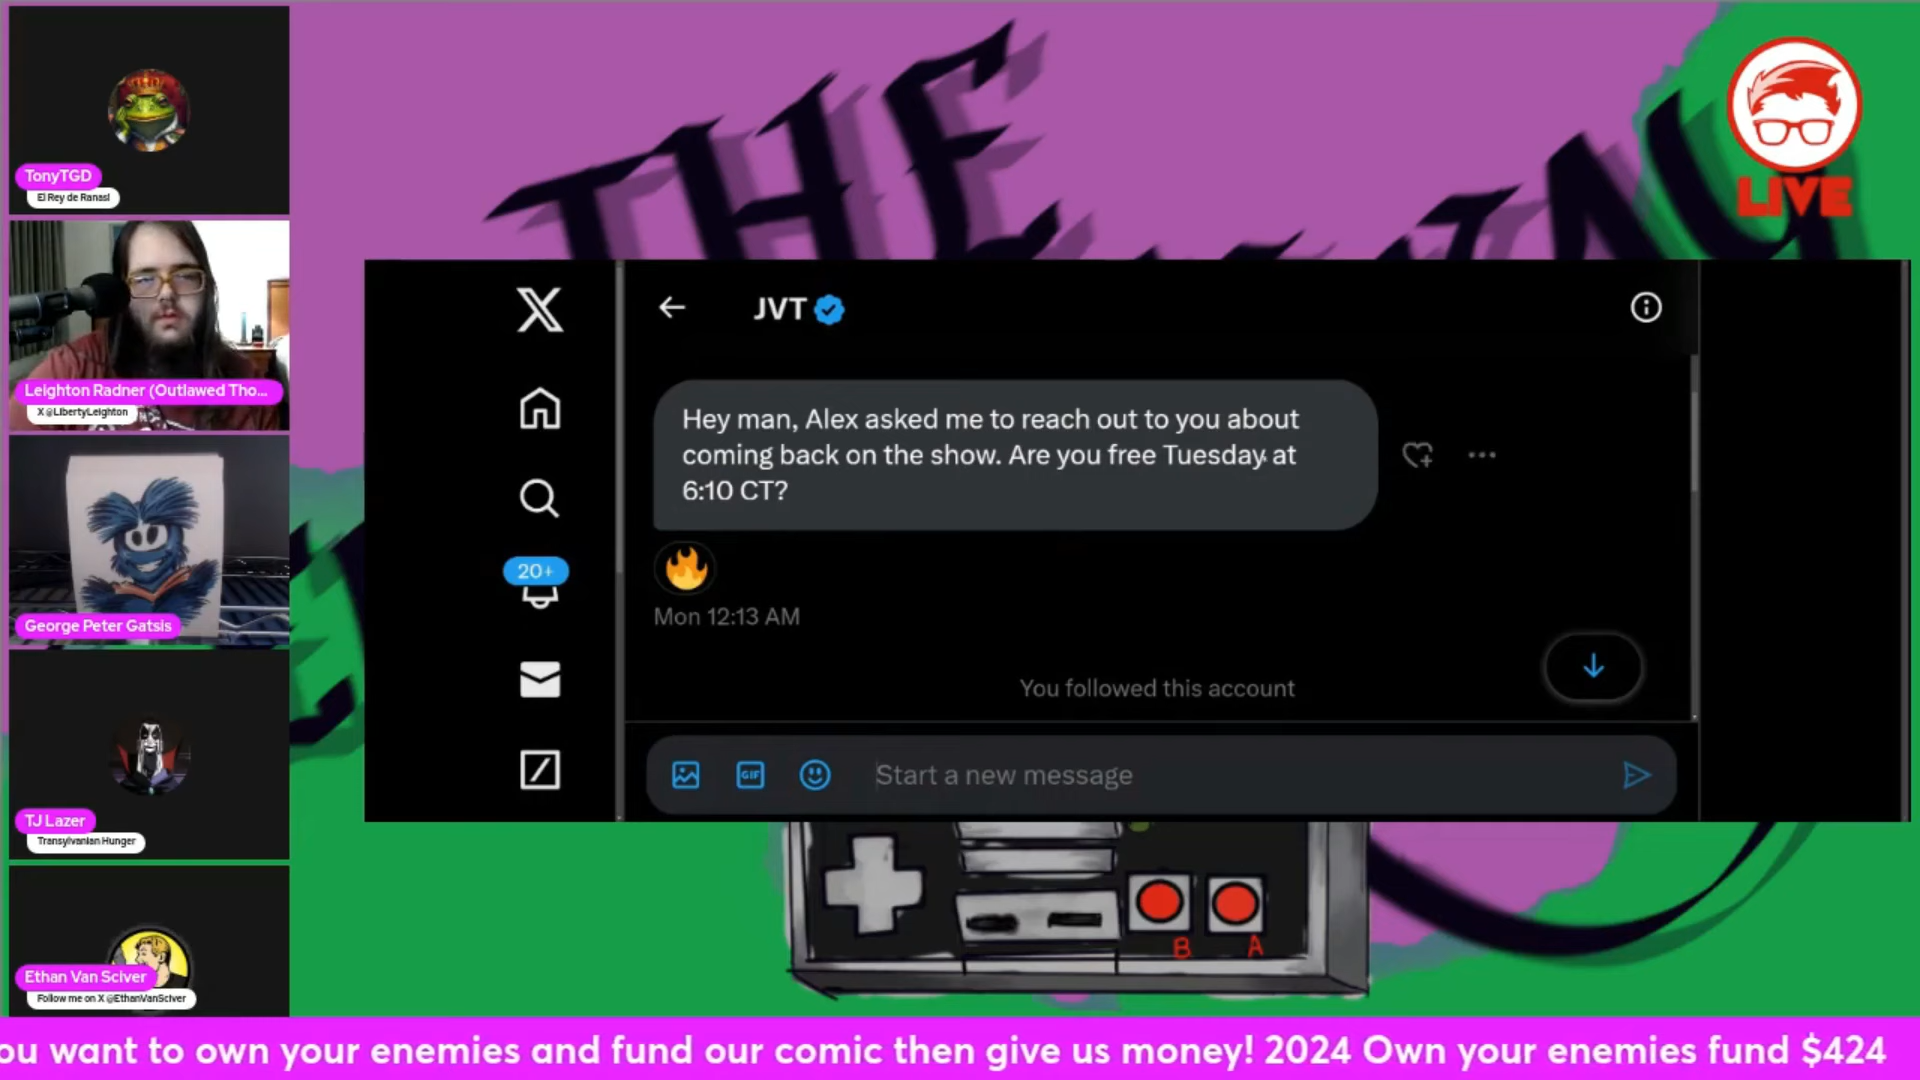 THE
LIVE
TonyTGD
El Rey de Ranas!
Leighton Radner (Outlawed Tho...
X @LibertyLeighton
George Peter Gatsis
TJ Lazer
Transylvanian Hunger
Ethan Van Sciver
Follow me on X @EthanVanSciver
JVT
Hey man, Alex asked me to reach out to you about
coming back on the show. Are you free Tuesday at
6:10 CT?
20+
Mon 12:13 AM
You followed this account
GIF
Start a new message
B A
ou want to own your enemies and fund our comic then give us money! 2024 Own your enemies fund $424